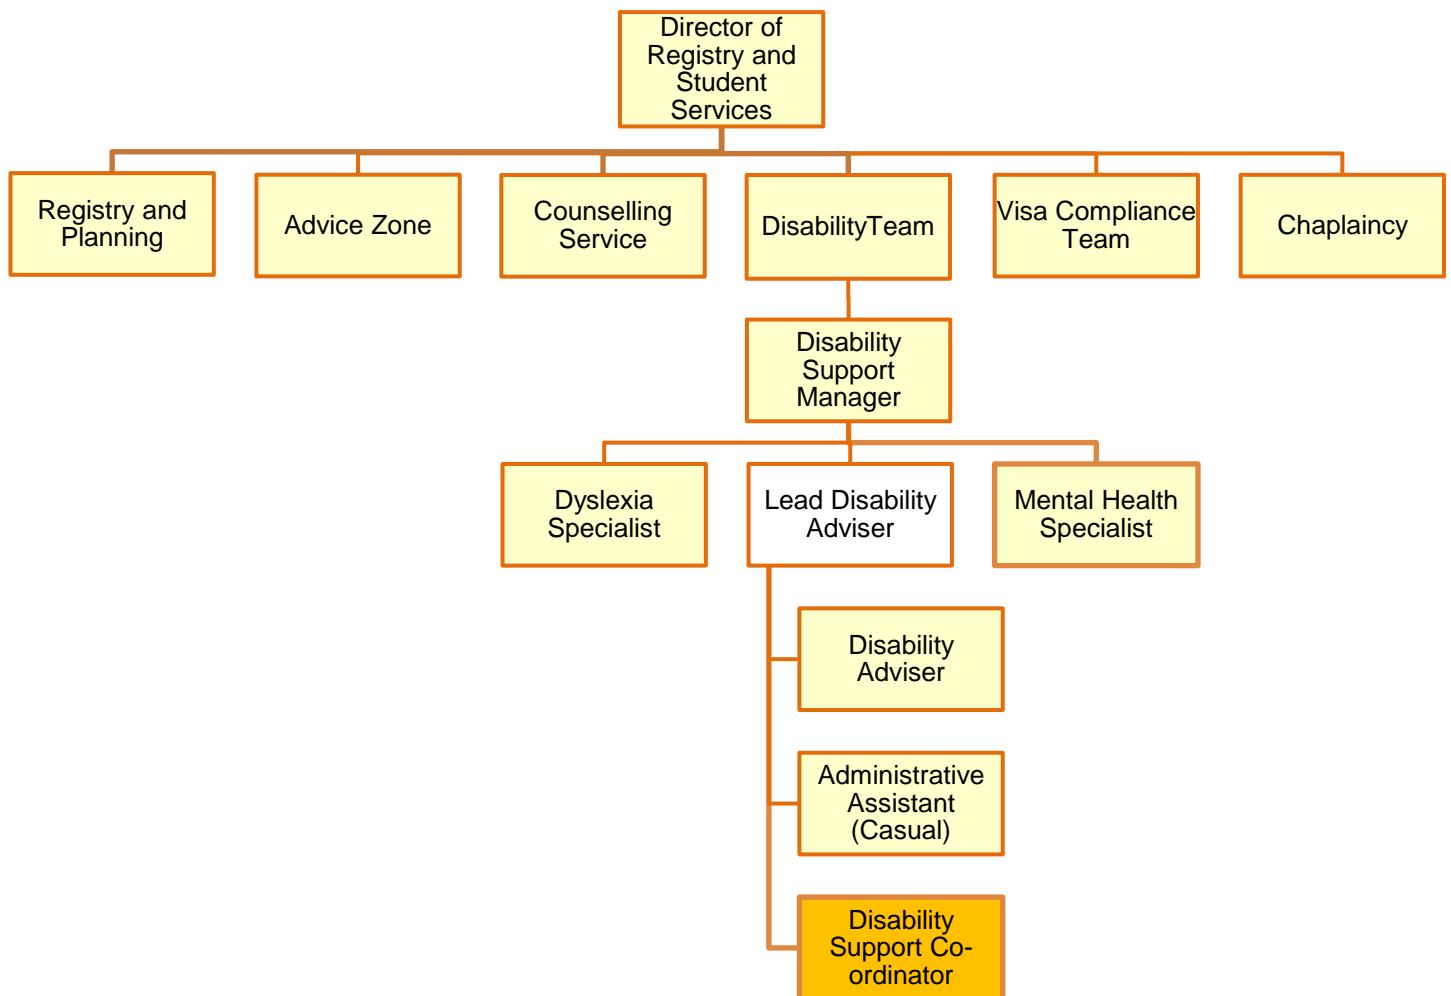 Director of
Registry and
Student
Services
Registry and
Planning
Advice Zone
Counselling
Service
DisabilityTeam
Visa Compliance
Team
Chaplaincy
Disability
Support
Manager
Dyslexia
Specialist
Lead Disability
Adviser
Mental Health
Specialist
Disability
Adviser
Administrative
Assistant
(Casual)
Disability
Support Co-
ordinator